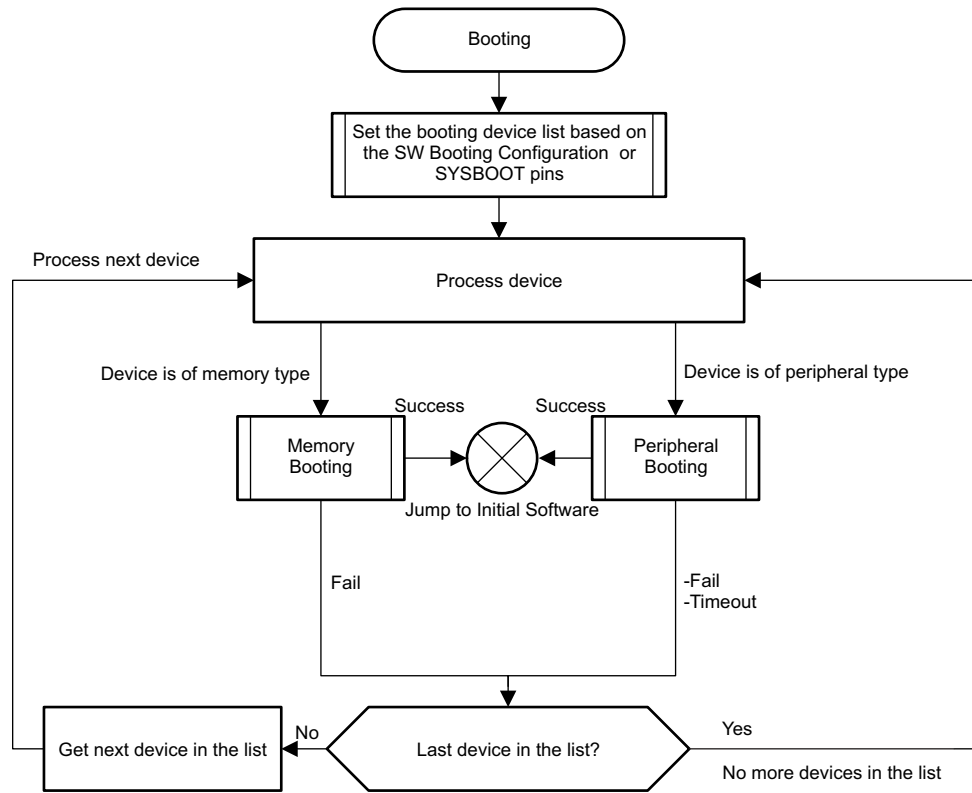 Booting
Set the booting device list based on
the SW Booting Configuration or
SYSBOOT pins
Process next device
Process device
Device is of memory type
Device is of peripheral type
Success
Success
Memory
Booting
Peripheral
Booting
Jump to Initial Software
Fail
-Fail
-Timeout
Get next device in the list
No
Last device in the list?
Yes
No more devices in the list